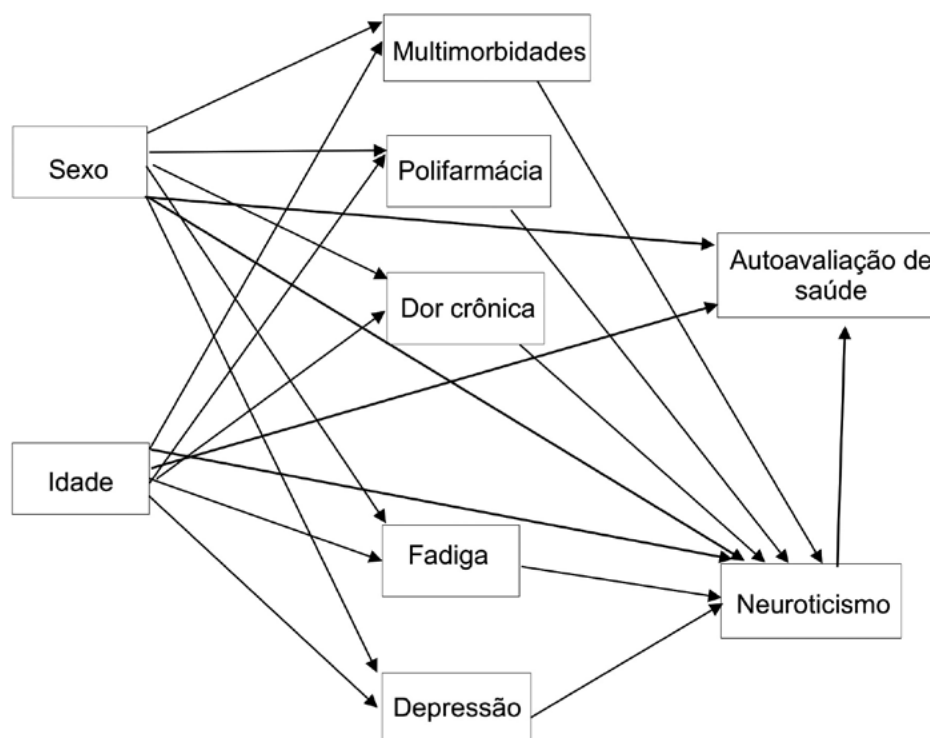 Multimorbidades
Sexo
Polifarmácia
Autoavaliação de
saúde
Dor crônica
Idade
Fadiga
Neuroticismo
Depressão